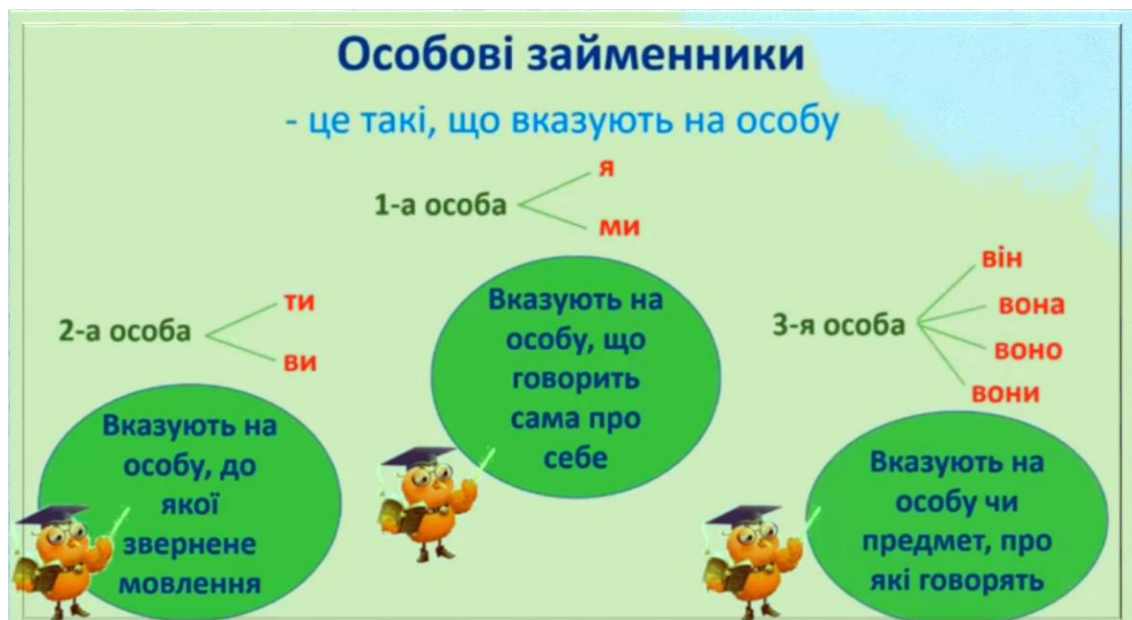 Особові займенники
- це такі, що вказують на особу
1-а особа
я
ми
Вказують на
особу, що
говорить
сама про
себе
2-а особа
ти
ви
Вказують на
особу, до
якої
звернене
мовлення
3-я особа
він
вона
воно
вони
Вказують на
особу чи
предмет, про
які говорять